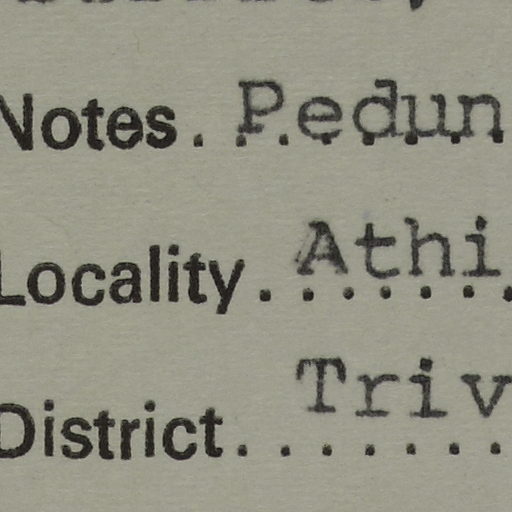 Notes. Pedun
Locality. Athi
District. Triv